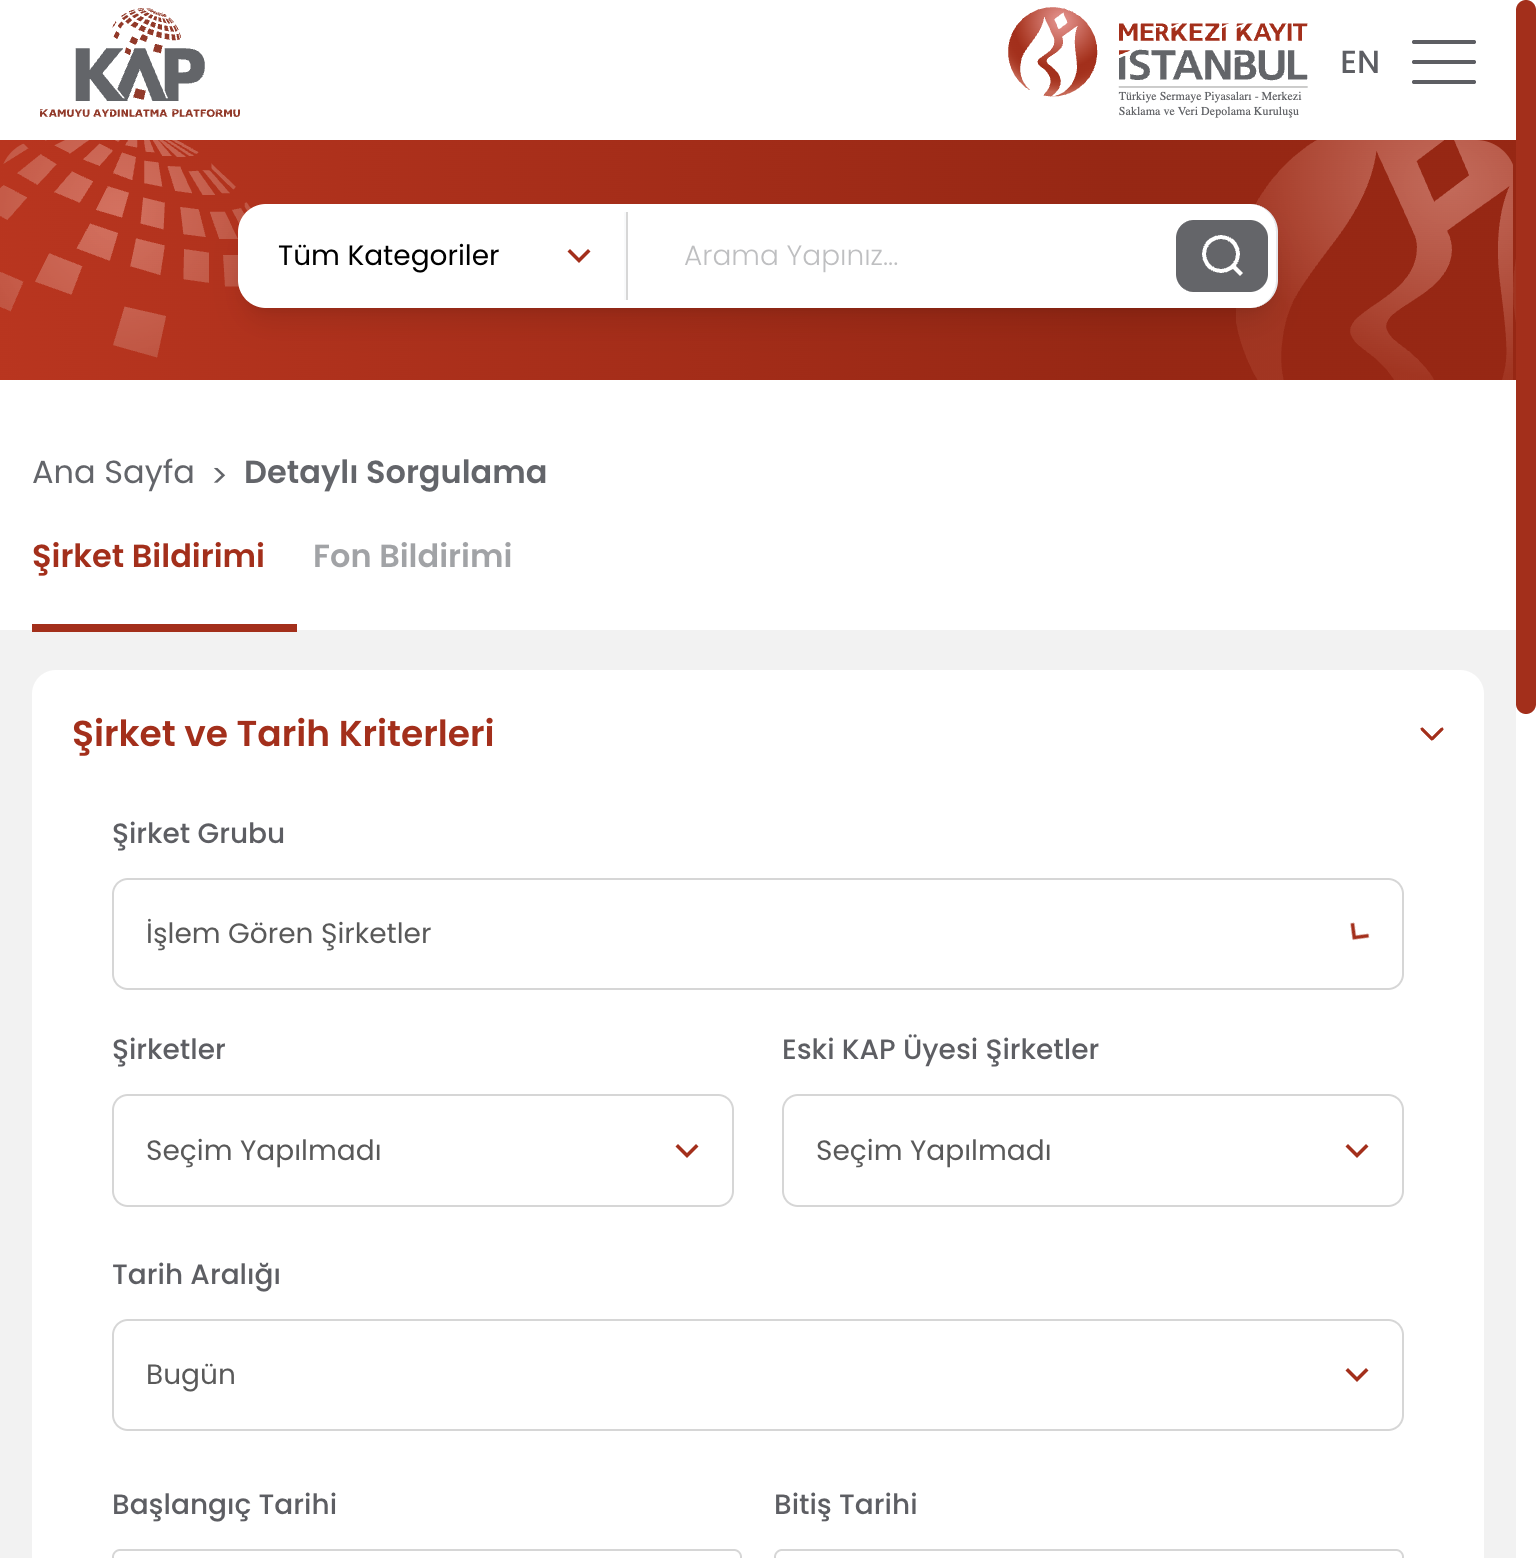 KAP
KAMUYU AYDINLATMA PLATFORMU
MERKEZİ KAYIT
İSTANBUL
Türkiye Sermaye Piyasaları - Merkezi
Saklama ve Veri Depolama Kuruluşu
EN
Tüm Kategoriler
Arama Yapınız...
Ana Sayfa > Detaylı Sorgulama
Şirket Bildirimi Fon Bildirimi
Şirket ve Tarih Kriterleri
Şirket Grubu
İşlem Gören Şirketler
Şirketler Eski KAP Üyesi Şirketler
Seçim Yapılmadı Seçim Yapılmadı
Tarih Aralığı
Bugün
Başlangıç Tarihi Bitiş Tarihi